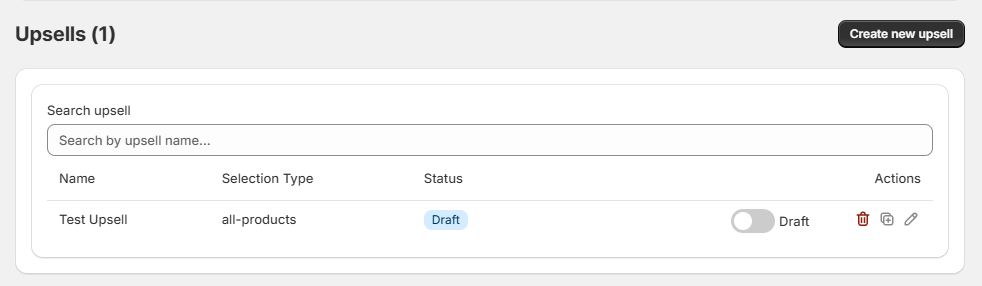 Upsells (1)
Create new upsell
Search upsell
Search by upsell name...
Name Selection Type Status Actions
Test Upsell all-products Draft Draft